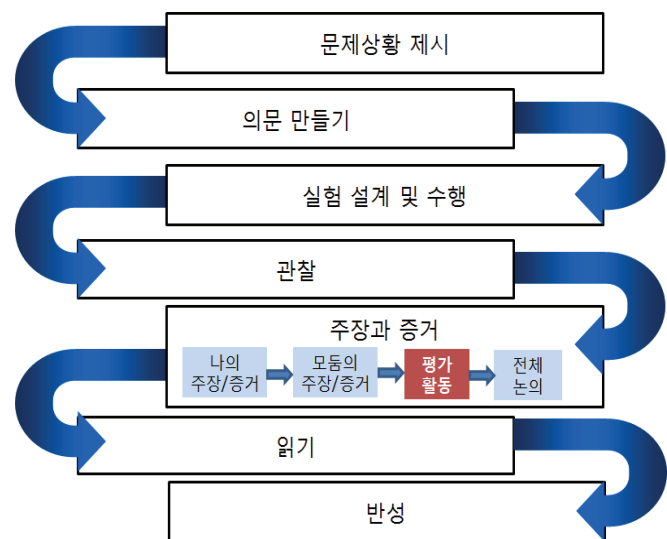 문제상황 제시
의문 만들기
실험 설계 및 수행
관찰
주장과 증거
나의
주장/증거
모둠의
주장/증거
평가
활동
전체
논의
읽기
반성